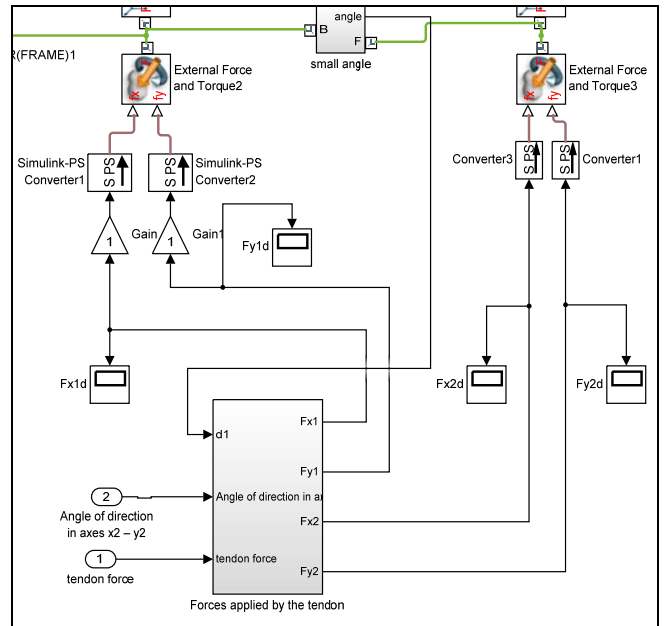 angle
B
F
small angle
R(FRAME)1
F
External Force
and Torque2
fx
fy
F
External Force
and Torque3
fx
fy
Simulink-PS
Converter1
S PS
S PS
Simulink-PS
Converter2
Converter3
S PS
S PS
Converter1
1
Gain
1
Gain1
Fy1d
Fx1d
Fx2d
Fy2d
d1
Fx1
Fy1
2
Angle of direction in a
Angle of direction
in axes x2 – y2
Fx2
1
tendon force
tendon force
Fy2
Forces applied by the tendon